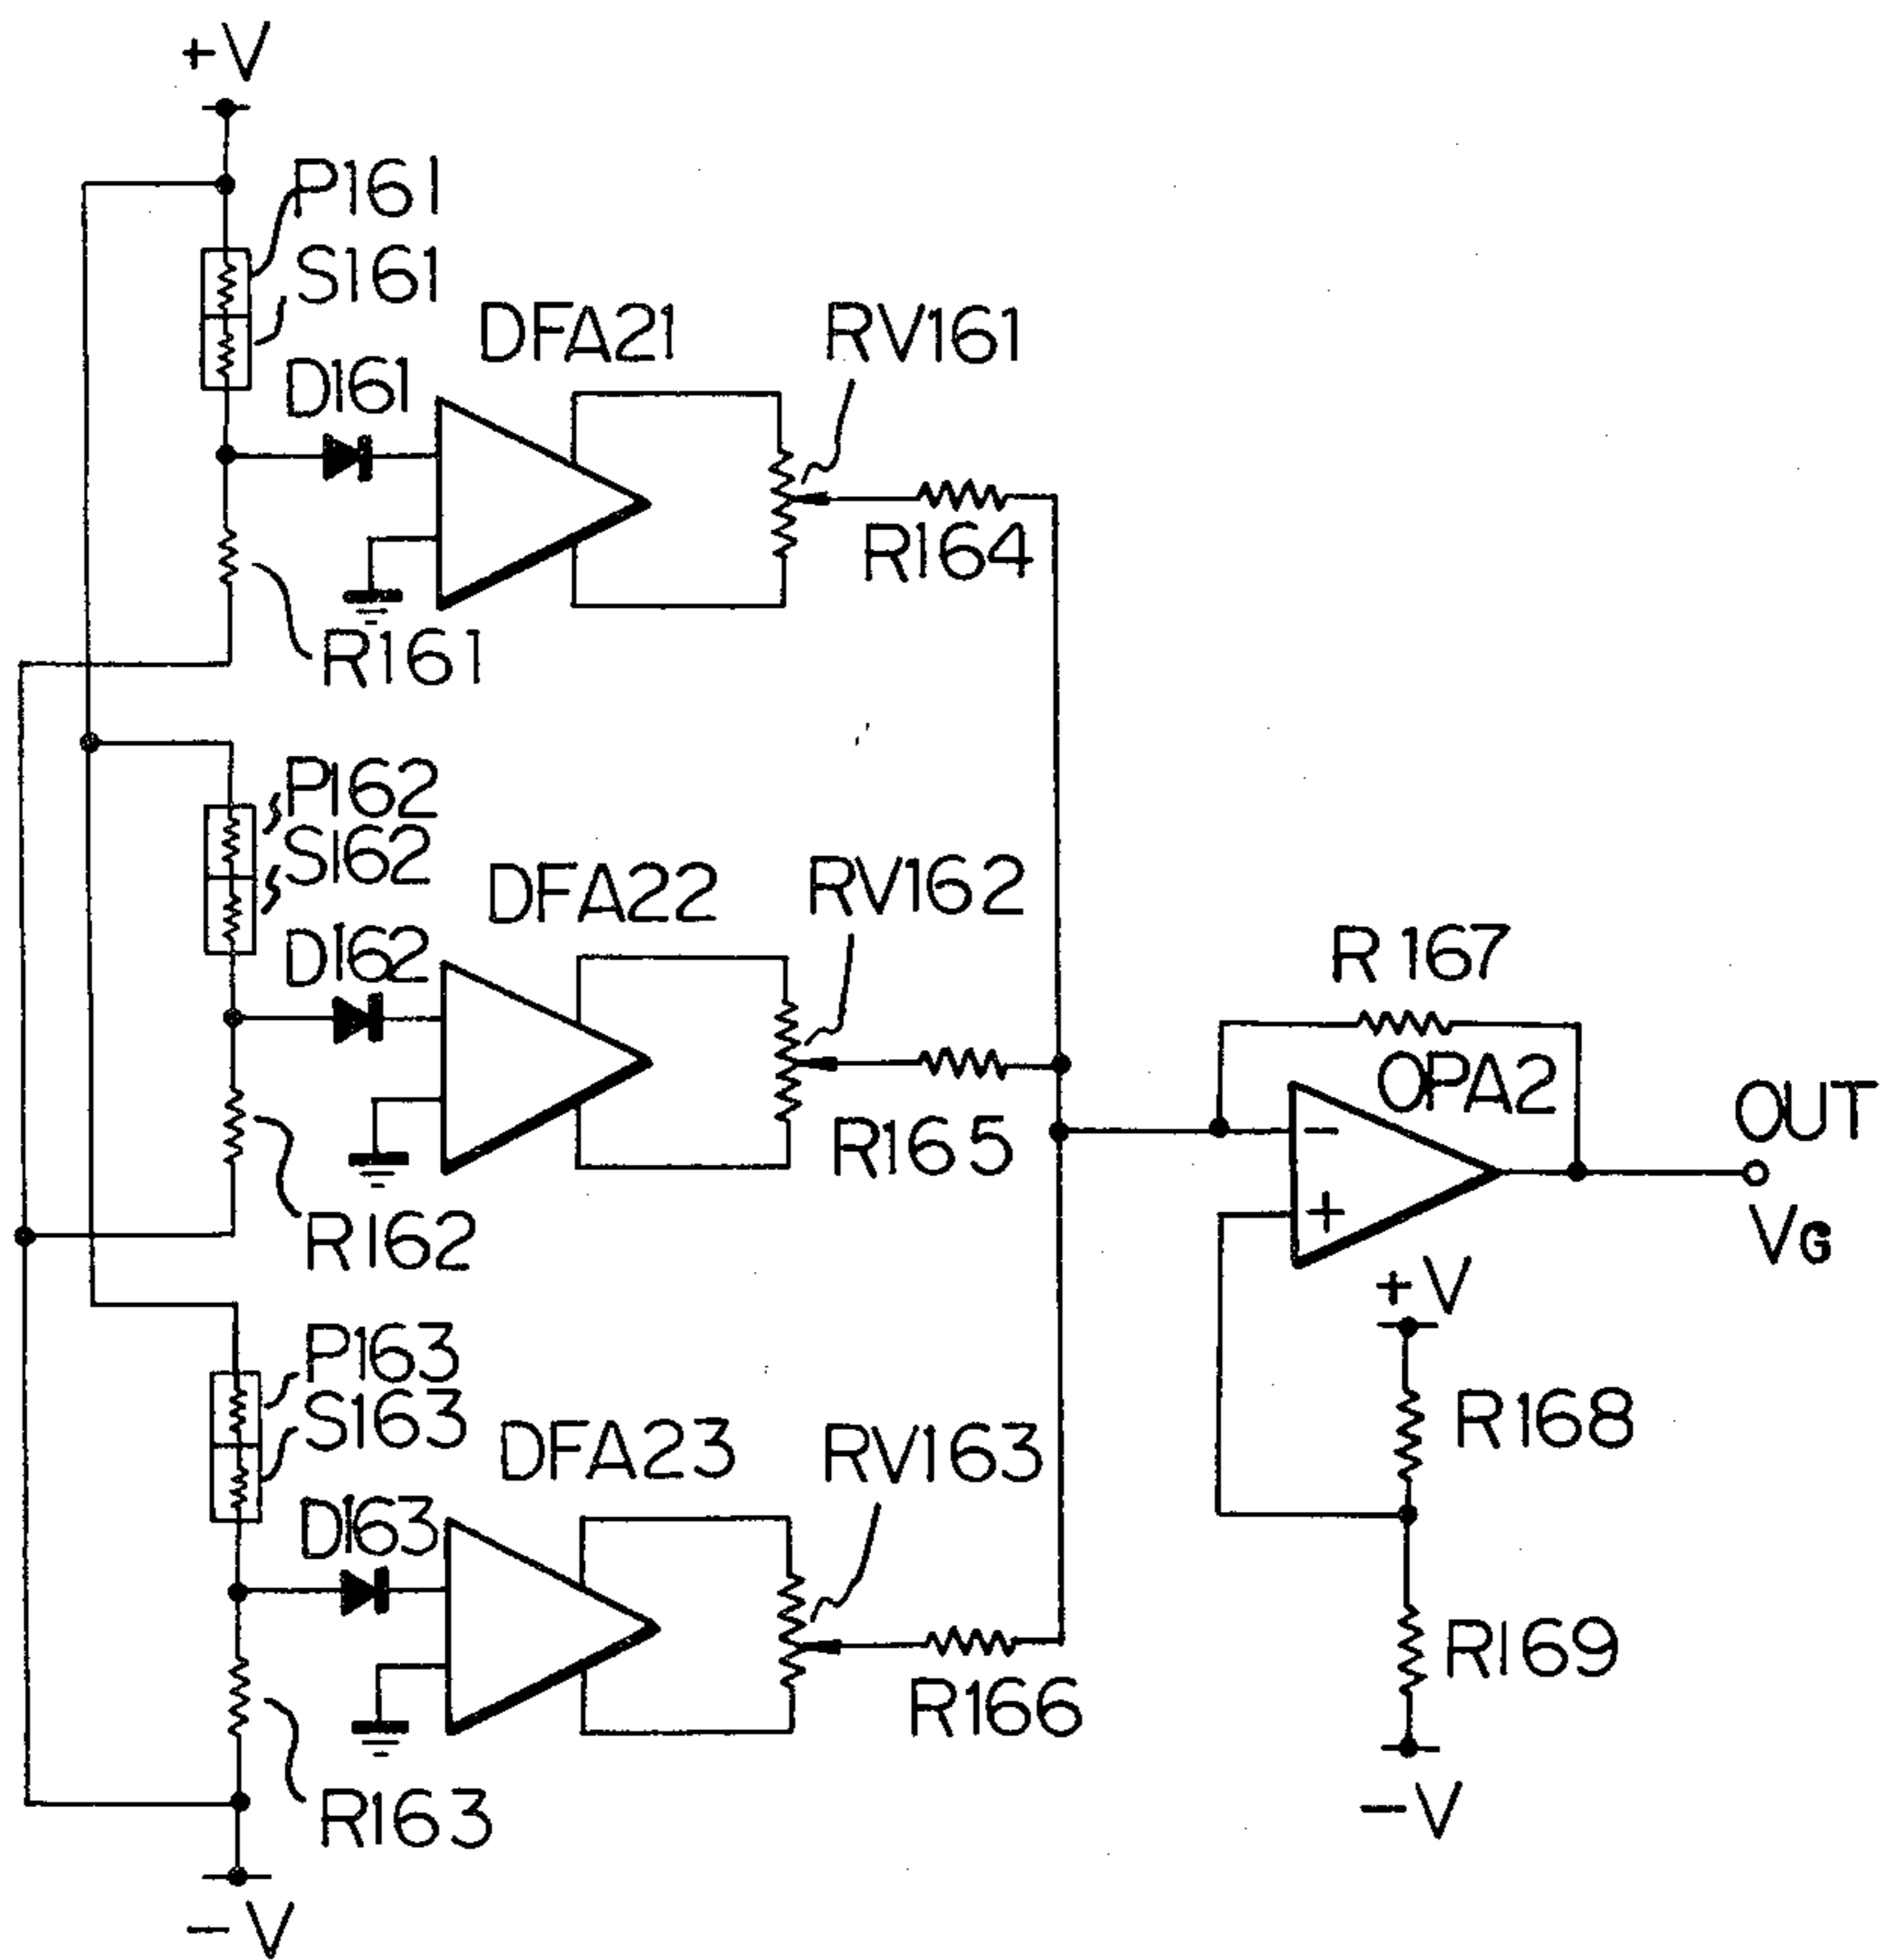 +V
P161
S161
DFA21
RV161
D161
R164
R161
P162
S162
DFA22
RV162
D162
R167
OPA2
OUT
R165
-
+
R162
VG
+V
P163
S163
DFA23
RV163
R168
D163
R169
R166
R163
-V
-V